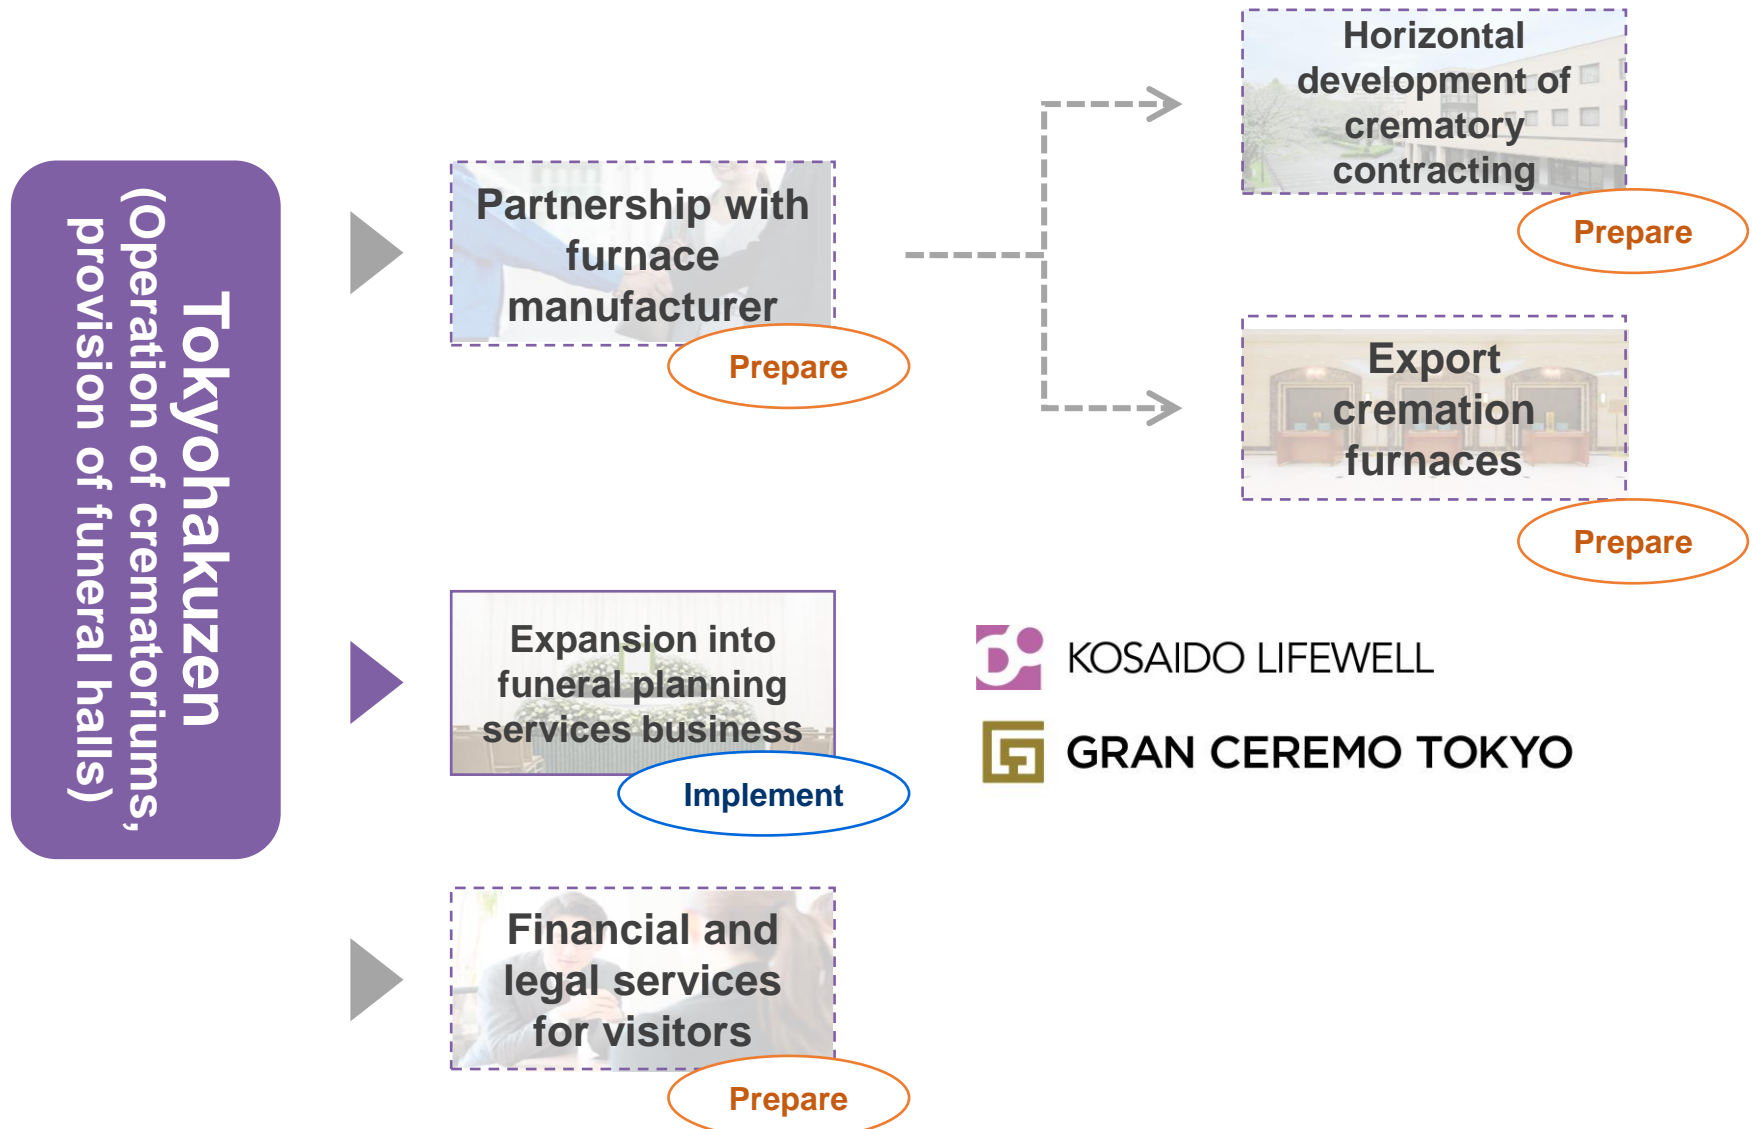 Tokyohakuzen
(Operation of crematoriums,
provision of funeral halls)
Partnership with
furnace
manufacturer
Prepare
Horizontal
development of
crematory
contracting
Prepare
Export
cremation
furnaces
Prepare
Expansion into
funeral planning
services business
Implement
KOSAIDO LIFEWELL
GRAN CEREMO TOKYO
Financial and
legal services
for visitors
Prepare